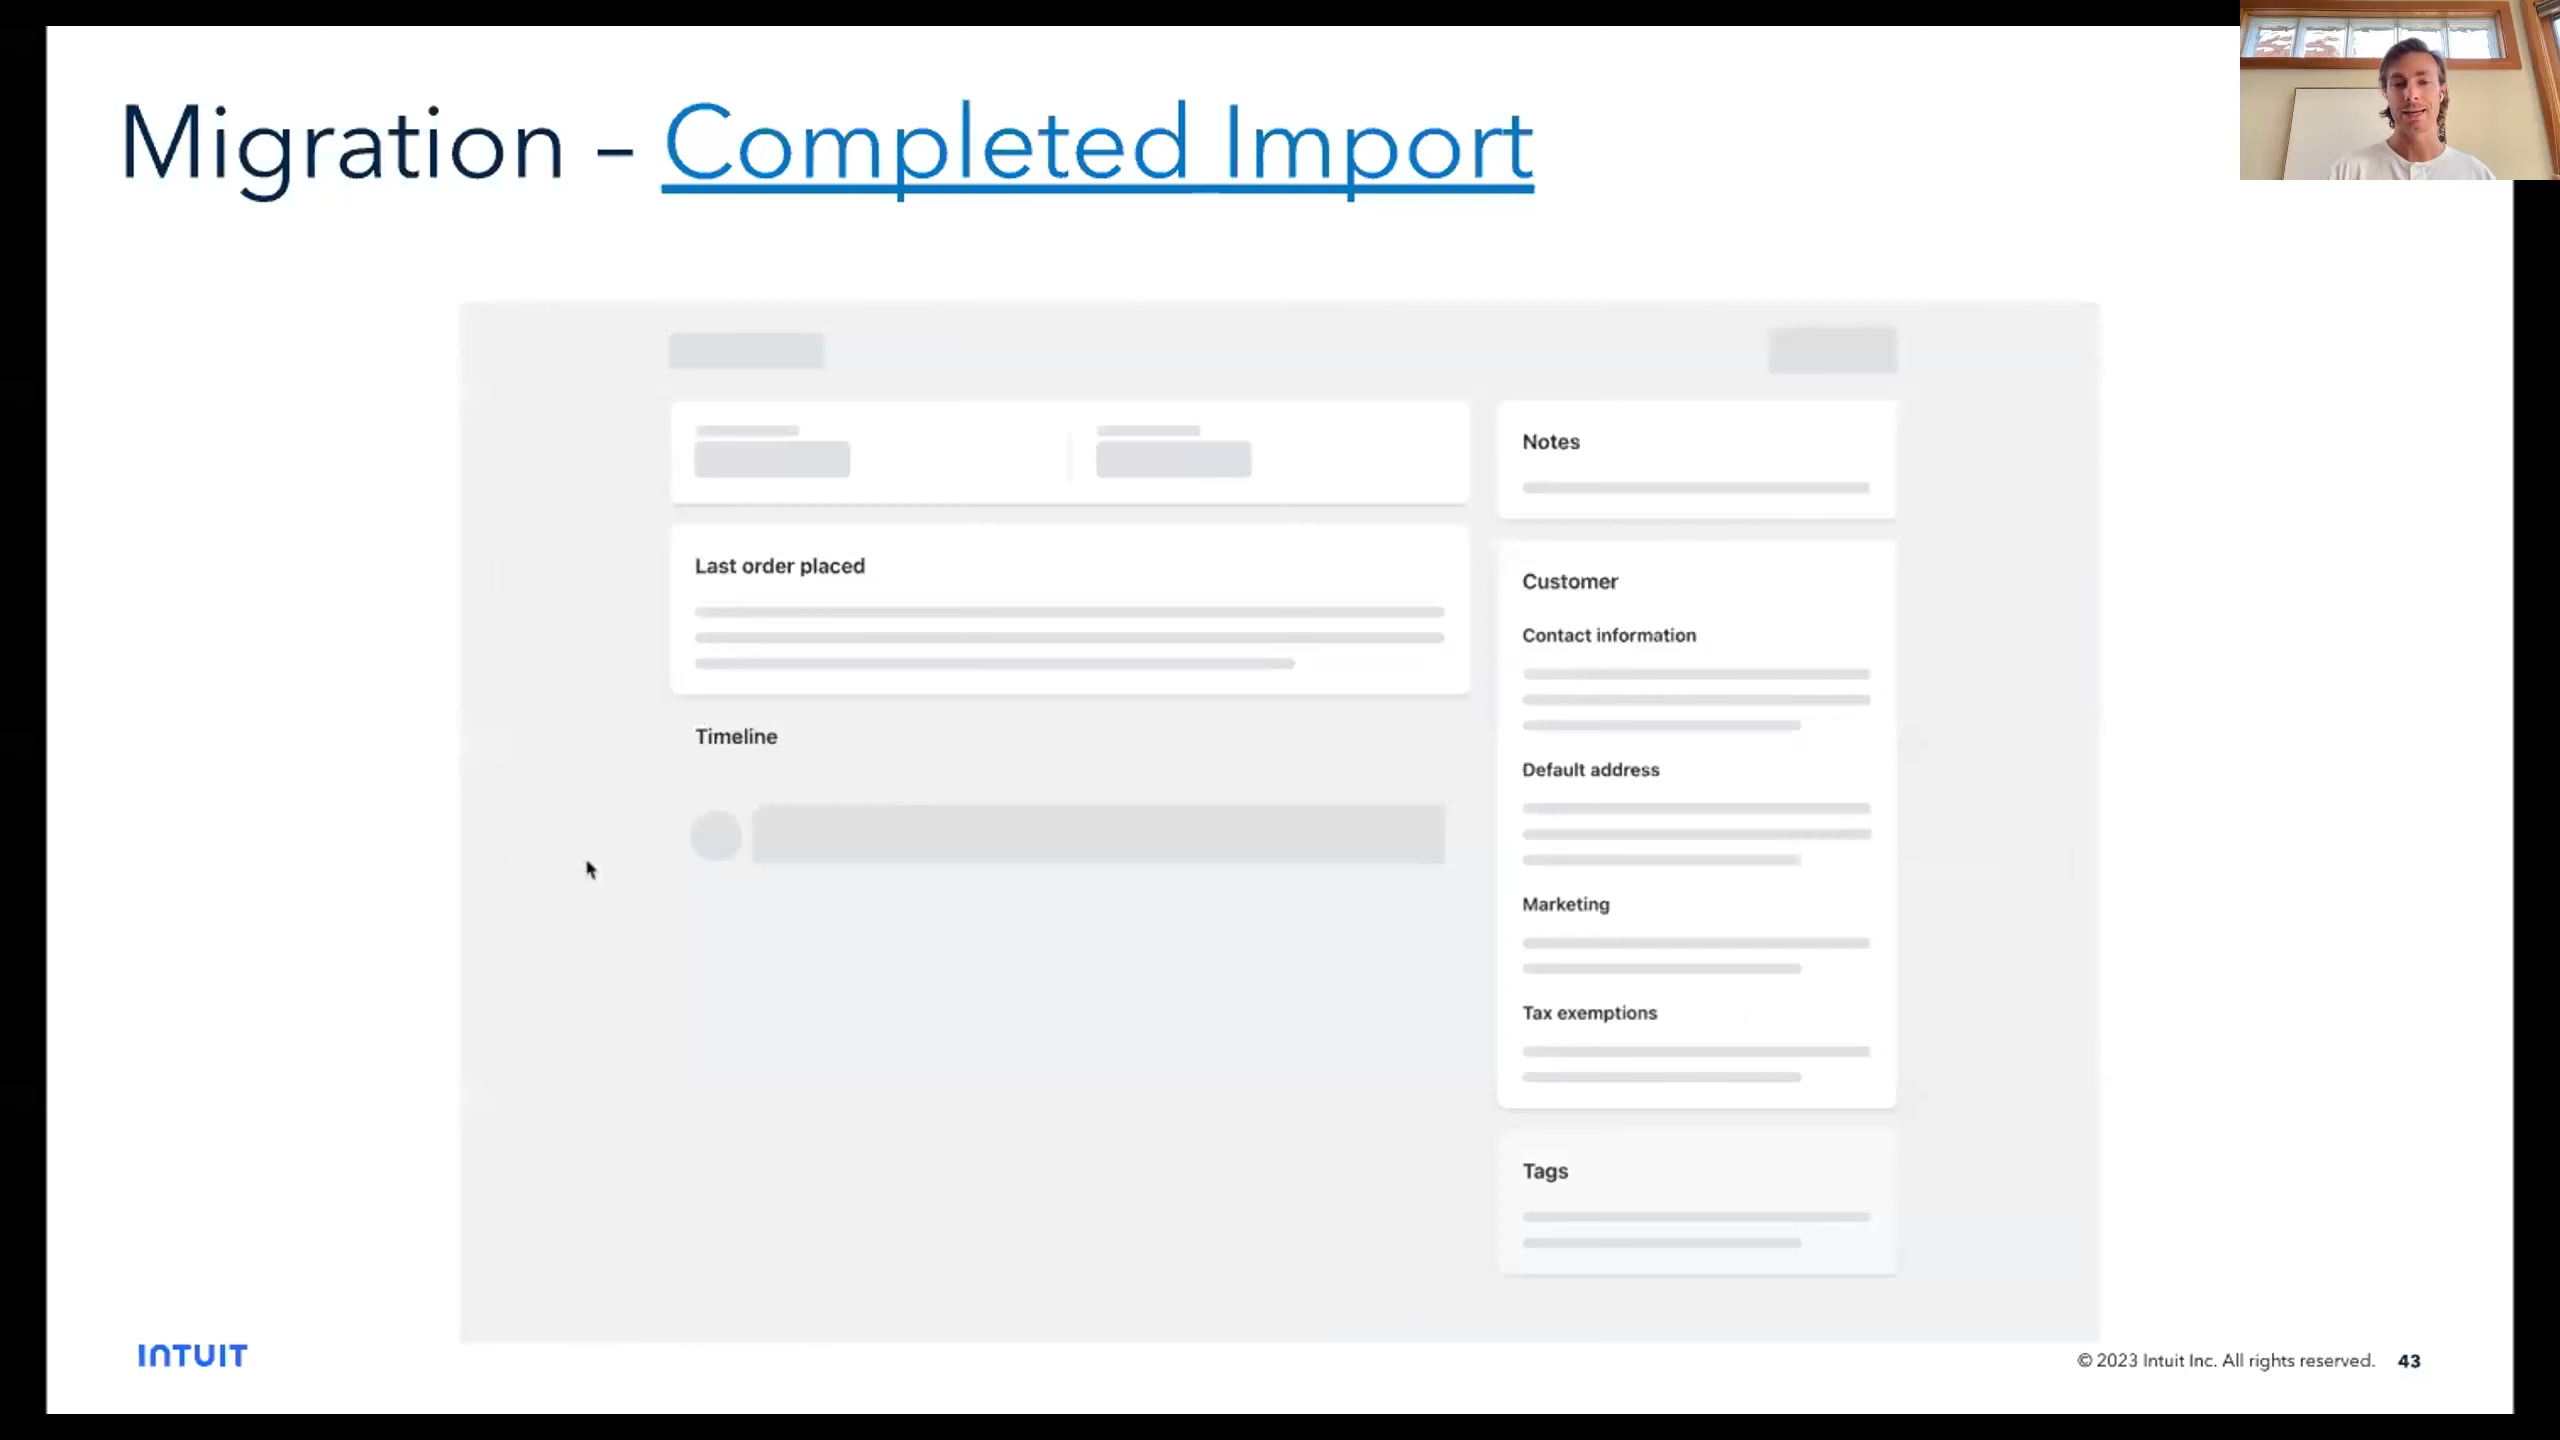 Migration – Completed Import
Notes
Last order placed
Customer
Contact information
Timeline
Default address
Marketing
Tax exemptions
Tags
INTUIT
© 2023 Intuit Inc. All rights reserved. 43